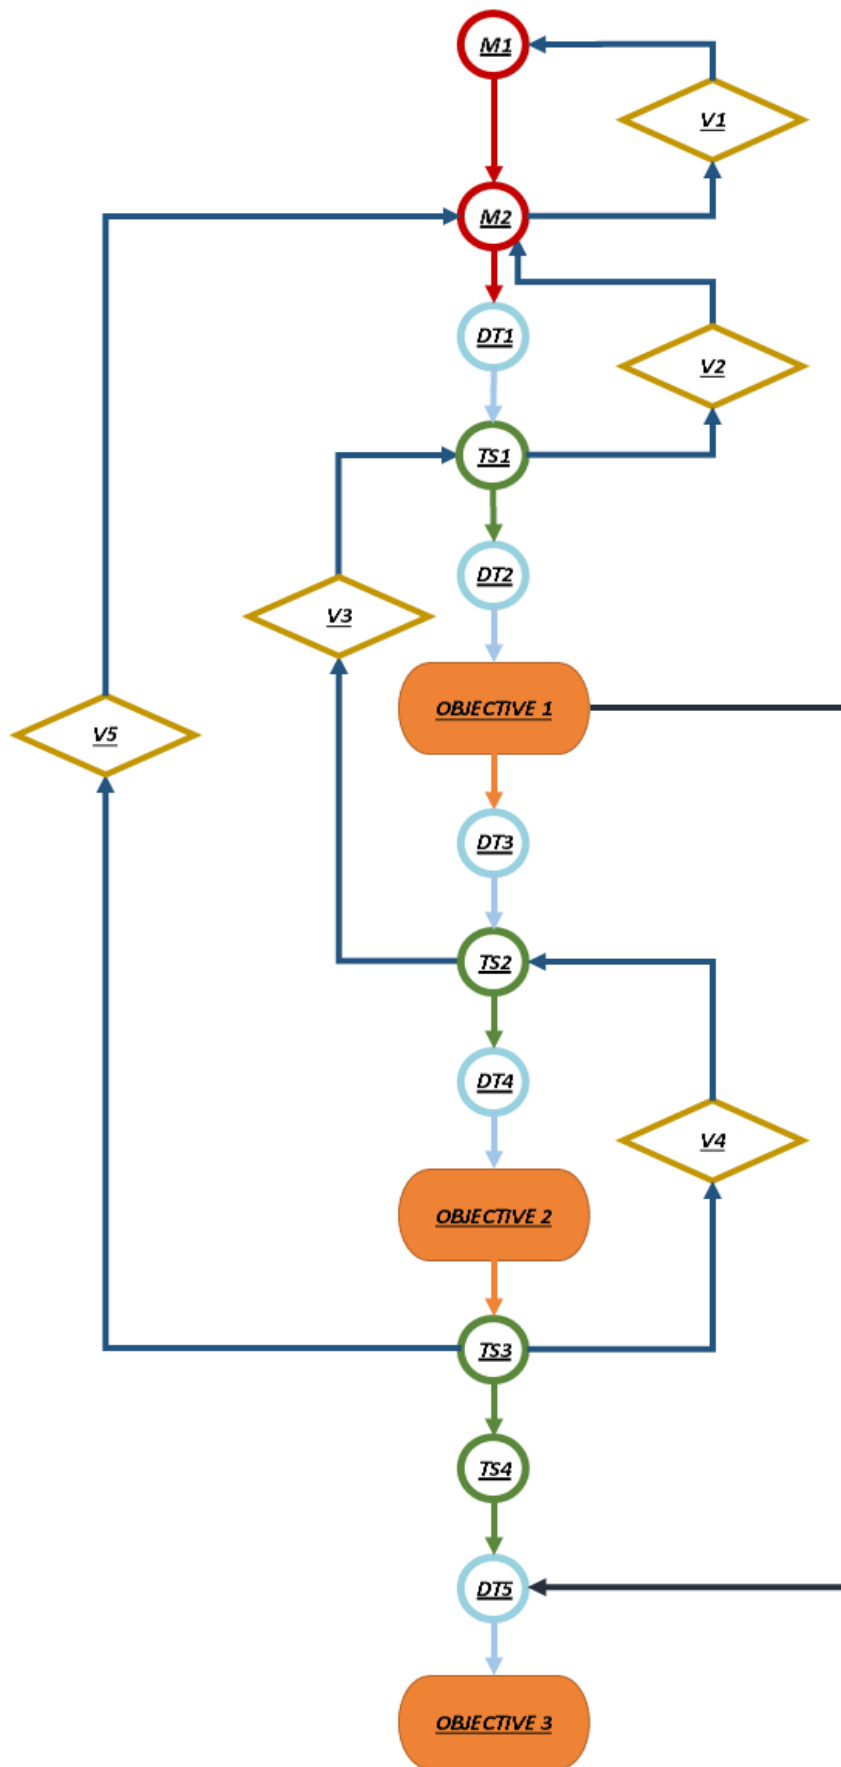 M1
V1
M2
DT1
V2
TS1
DT2
V3
OBJECTIVE 1
V5
DT3
TS2
DT4
V4
OBJECTIVE 2
TS3
TS4
DT5
OBJECTIVE 3